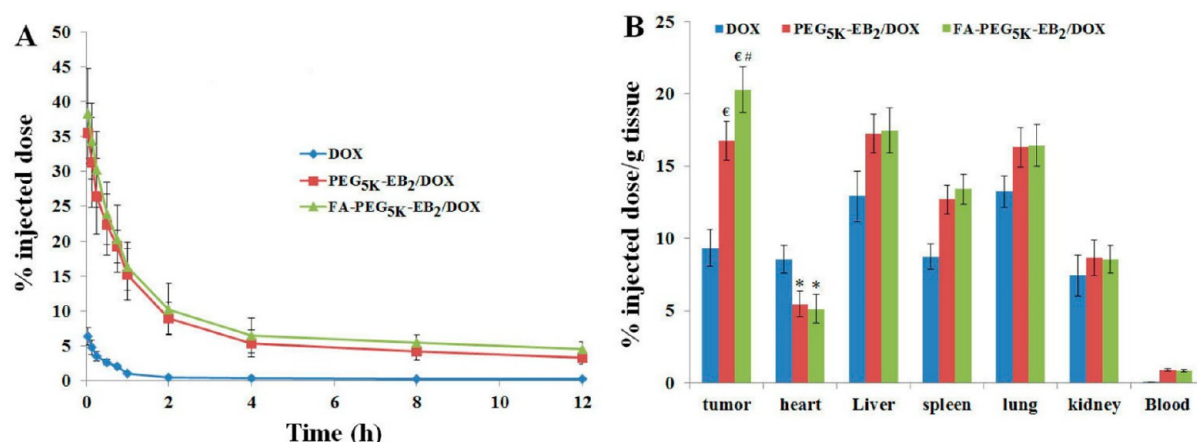 A
% injected dose
50
45
40
35
30
25
20
15
10
5
0
DOX
PEG5K-EB2/DOX
FA-PEG5K-EB2/DOX
0 2 4 6 8 10 12
Time (h)
B
% injected dose/g tissue
25
20
15
10
5
0
DOX PEG5K-EB2/DOX FA-PEG5K-EB2/DOX
€ € #
* *
tumor heart Liver spleen lung kidney Blood